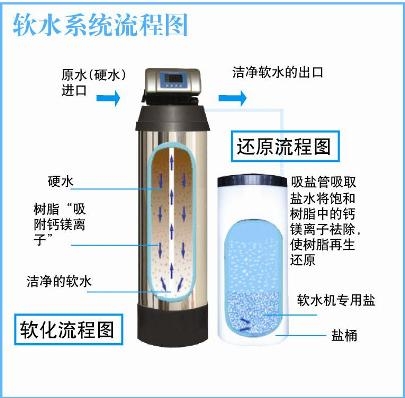 软水系统流程图
原水(硬水)
进口
洁净软水的出口
还原流程图
吸盐管吸取
盐水将饱和
树脂中的钙
镁离子祛除,
使树脂再生
还原
硬水
树脂“吸
附钙镁离
子”
洁净的软水
软水机专用盐
软化流程图
盐桶